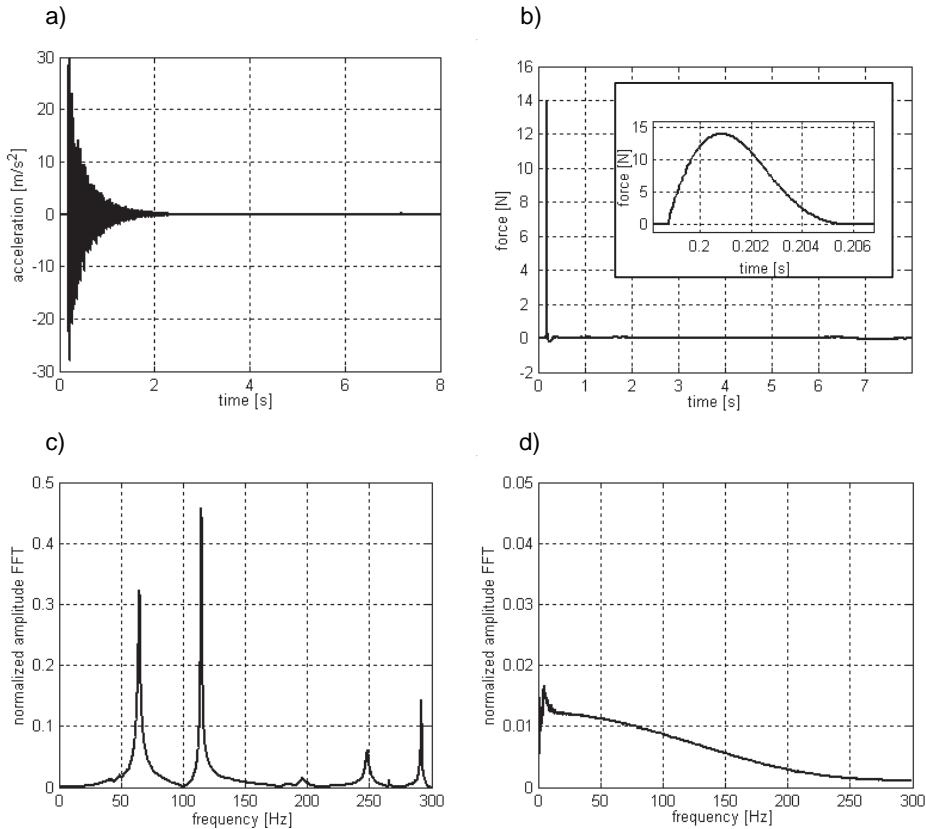 a)
30
20
10
0
-10
-20
-30
acceleration [m/s²]
0 2 4 6 8
time [s]
b)
16
14
12
10
8
6
4
2
0
-2
force [N]
0 1 2 3 4 5 6 7
time [s]
15
10
5
0
force [N]
0.2 0.202 0.204 0.206
time [s]
c)
0.5
0.4
0.3
0.2
0.1
0
normalized amplitude FFT
0 50 100 150 200 250 300
frequency [Hz]
d)
0.05
0.04
0.03
0.02
0.01
0
normalized amplitude FFT
0 50 100 150 200 250 300
frequency [Hz]